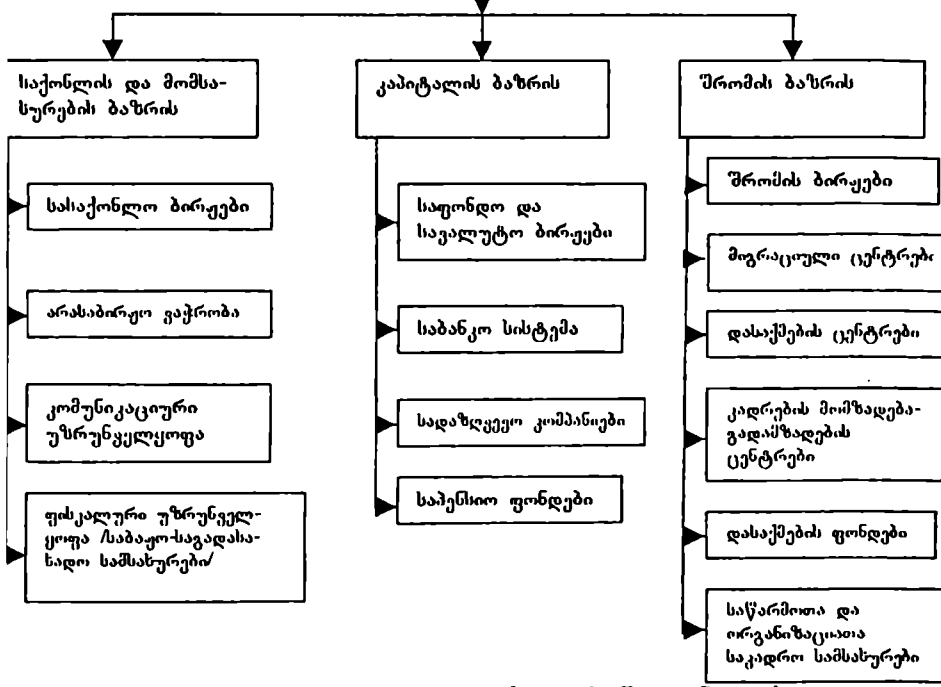 საქონლის და მომსა-
ხურების ბაზრის
სასაქონლო ბირჟები
არასაბირჟო ვაჭრობა
კომუნიკაციური
უზრუნველყოფა
ფისკალური უზრუნველ-
ყოფა /საბაჟო-საგადასა-
ხადო სამსახურები/
კაპიტალის ბაზრის
საფონდო და
სავალუტო ბირჟები
საბანკო სისტემა
სადაზღვევო კომპანიები
საპენსიო ფონდები
შრომის ბაზრის
შრომის ბირჟები
მიგრაციული ცენტრები
დასაქმების ცენტრები
კადრების მომზადება-
გადამზადების
ცენტრები
დასაქმების ფონდები
საწარმოთა და
ორგანიზაციათა
საკადრო სამსახურები